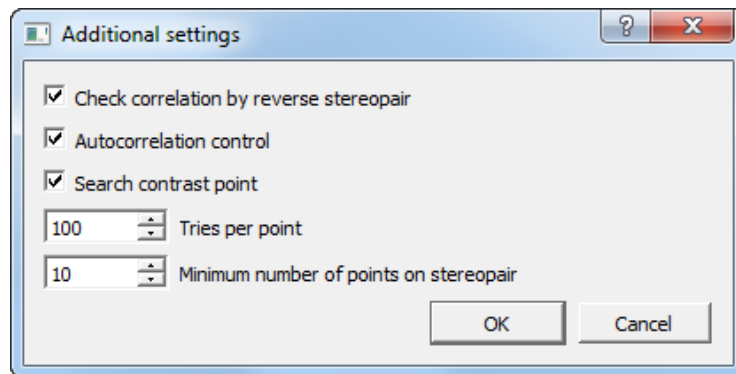 Additional settings
?
Check correlation by reverse stereopair
Autocorrelation control
Search contrast point
100 Tries per point
10 Minimum number of points on stereopair
OK Cancel